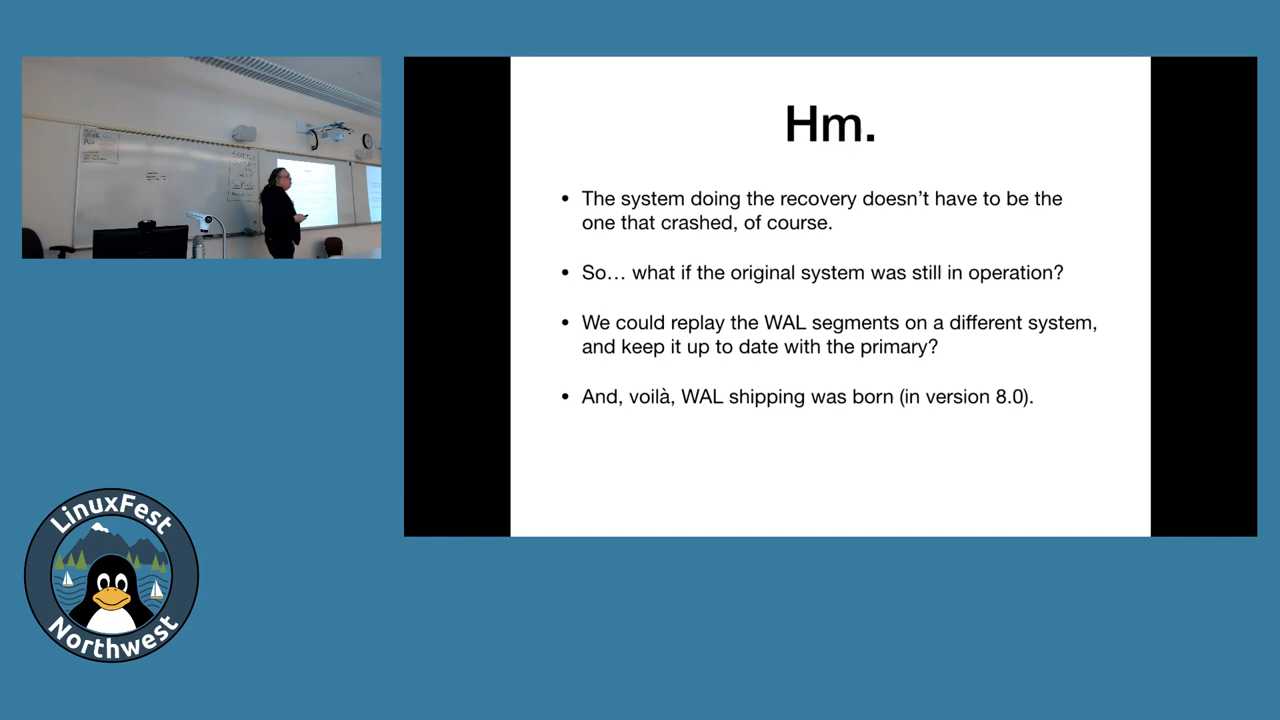 Hm.
• The system doing the recovery doesn’t have to be the
one that crashed, of course.
• So… what if the original system was still in operation?
• We could replay the WAL segments on a different system,
and keep it up to date with the primary?
• And, voilà, WAL shipping was born (in version 8.0).
LinuxFest
Northwest